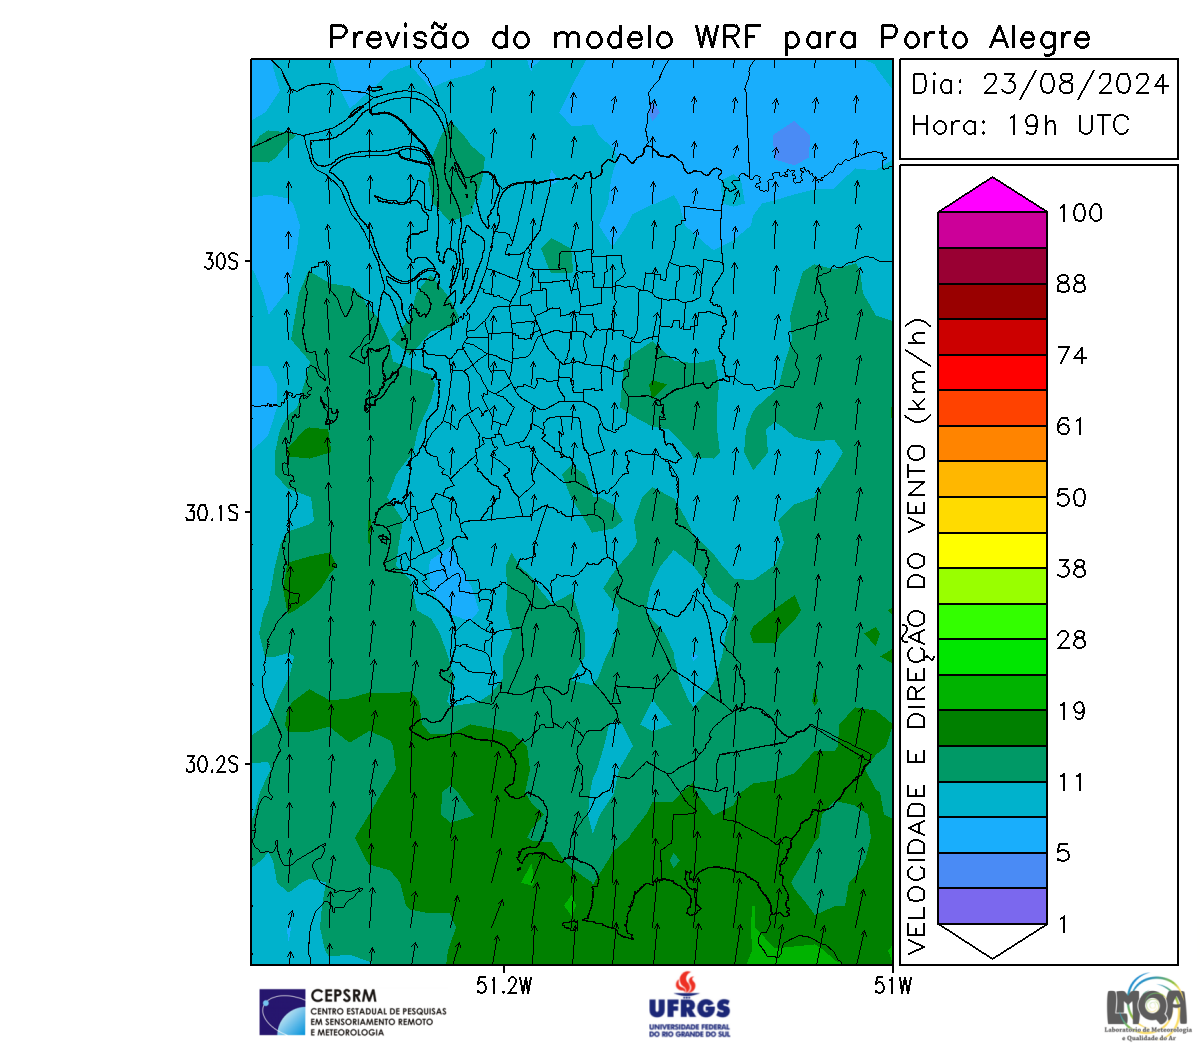 Previsão do modelo WRF para Porto Alegre
Dia: 23/08/2024
Hora: 19h UTC
30S
30.1S
30.2S
51.2W
51W
VELOCIDADE E DIREÇÃO DO VENTO (km/h)
100
88
74
61
50
38
28
19
11
5
1
CEPSRM
CENTRO ESTADUAL DE PESQUISAS
EM SENSORIAMENTO REMOTO
E METEOROLOGIA
UFRGS
UNIVERSIDADE FEDERAL
DO RIO GRANDE DO SUL
LMQA
Laboratório de Meteorologia
e Qualidade do Ar